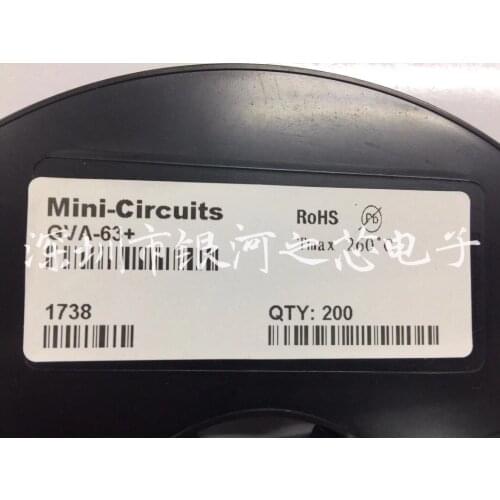 Mini-Circuits
GVA-63+
RoHS Pb
Tmax 260°C
深圳市银河之芯电子
1738
QTY: 200